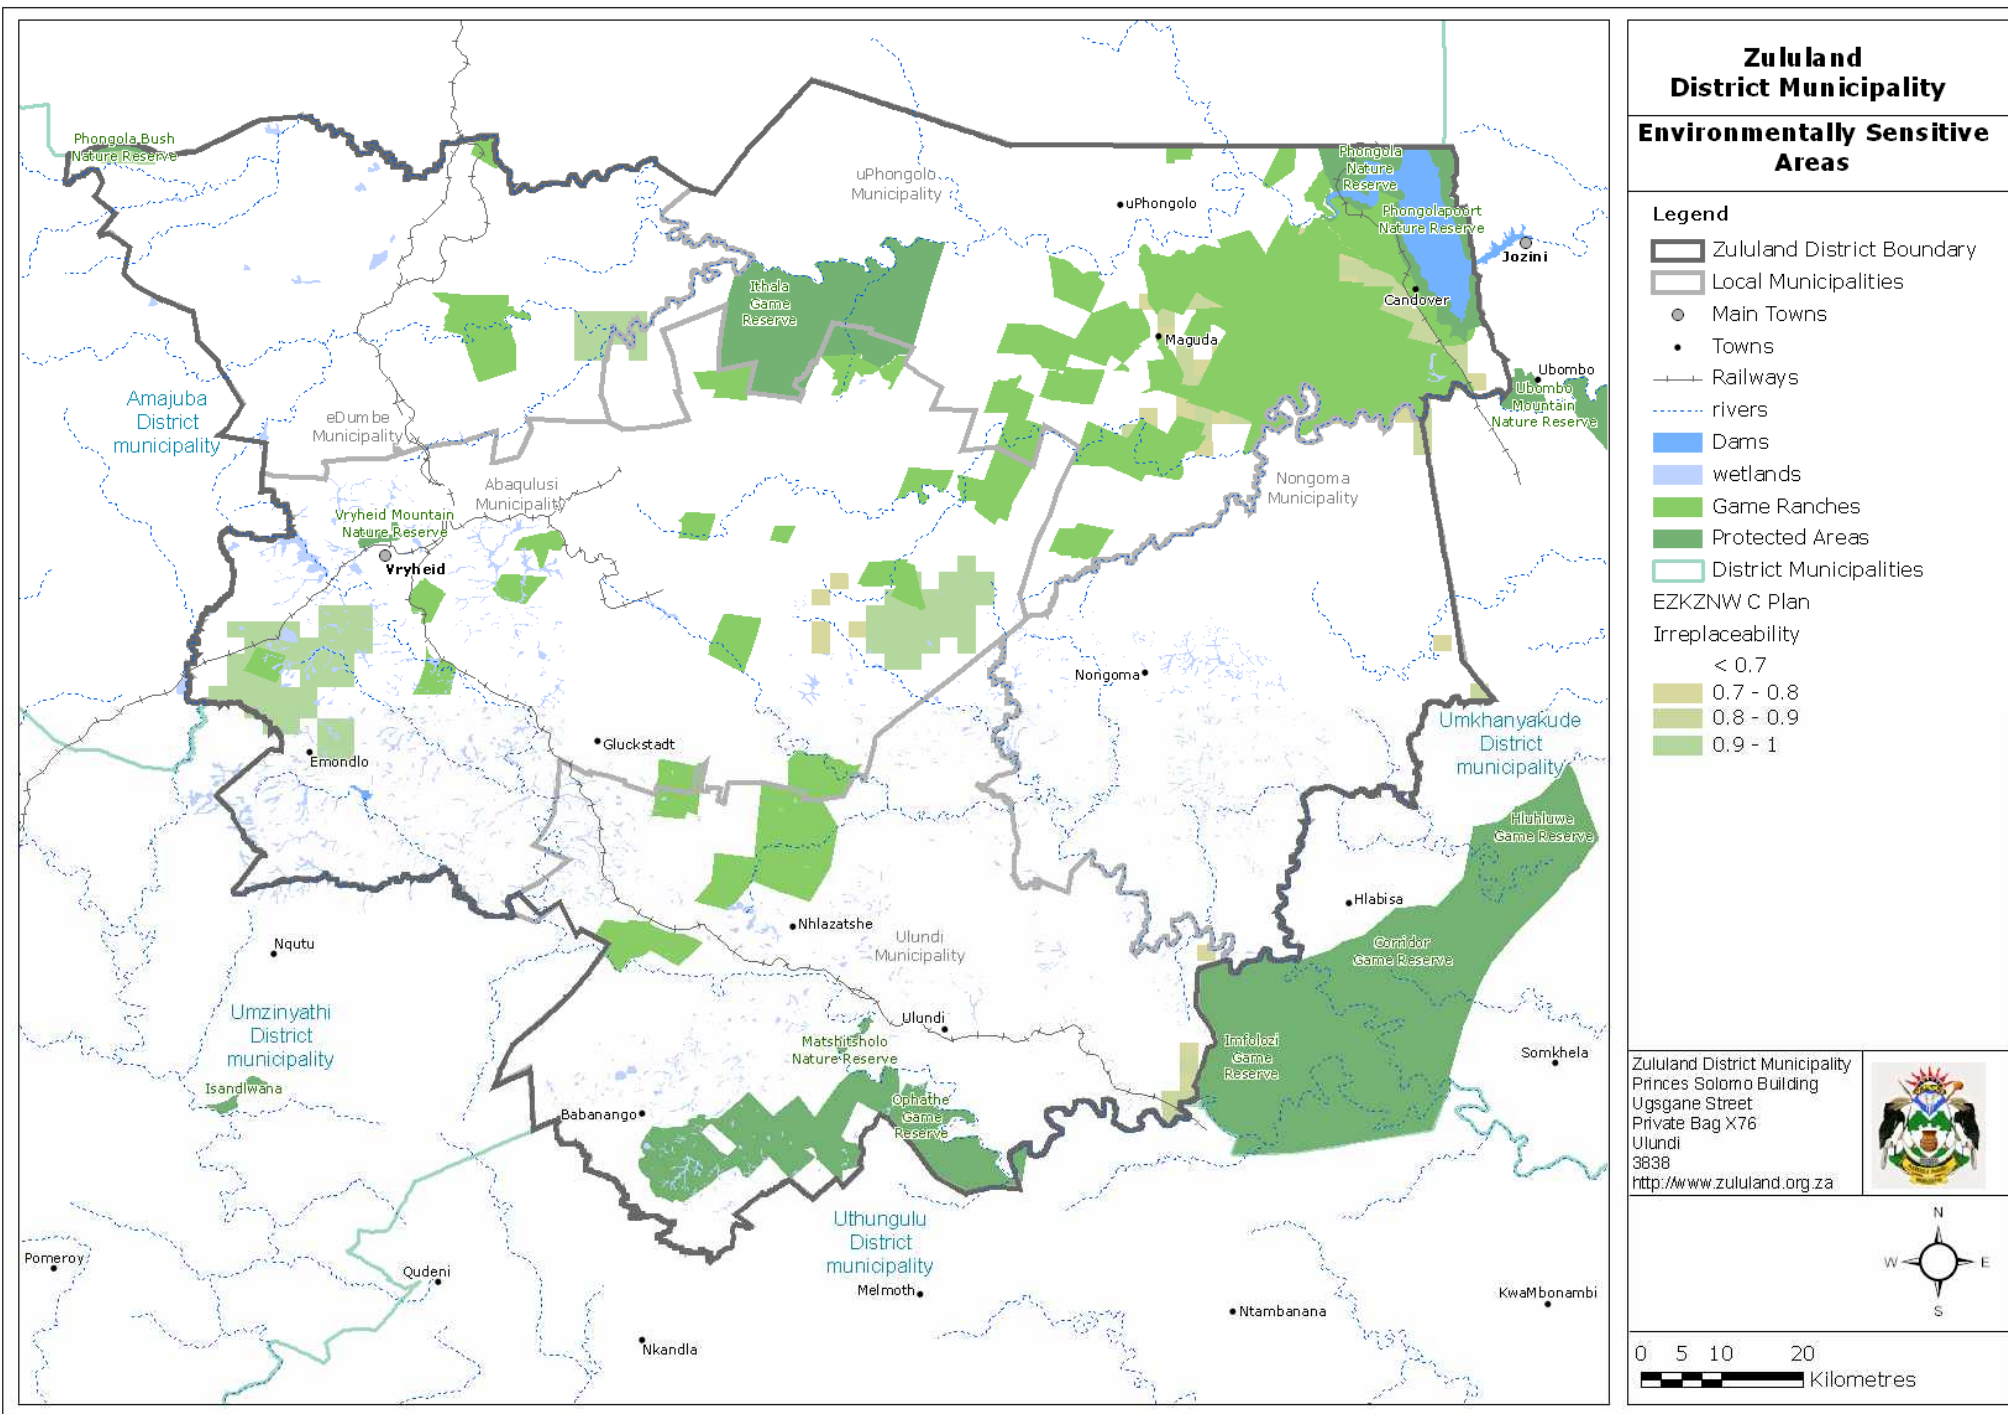 Zululand
District Municipality
Environmentally Sensitive
Areas
Legend
Zululand District Boundary
Local Municipalities
Main Towns
Towns
Railways
rivers
Dams
wetlands
Game Ranches
Protected Areas
District Municipalities
EZKZNW C Plan
Irreplaceability
< 0.7
0.7 - 0.8
0.8 - 0.9
0.9 - 1
Zululand District Municipality
Princes Solomo Building
Ugsgane Street
Private Bag X76
Ulundi
3838
http://www.zululand.org.za
N
W
E
S
0 5 10 20
Kilometres
Phongola Bush
Nature Reserve
uPhongolo
Municipality
uPhongolo
Phongola
Nature
Reserve
Phongolapoort
Nature Reserve
Jozini
Candover
Ithala
Game
Reserve
Maguda
Ubombo
Ubombo
Mountain
Nature Reserve
Amajuba
District
municipality
eDumbe
Municipality
Abaqulusi
Municipality
Nongoma
Municipality
Vryheid Mountain
Nature Reserve
Vryheid
Nongoma
Umkhanyakude
District
municipality
Gluckstadt
Emondlo
Hluhluwe
Game Reserve
Hlabisa
Nhlazatshe
Ulundi
Municipality
Corridor
Game Reserve
Nqutu
Umzinyathi
District
municipality
Ulundi
Matshitsholo
Nature Reserve
Imfolozi
Game
Reserve
Somkhela
Isandlwana
Babanango
Ophathe
Game
Reserve
Uthungulu
District
municipality
Pomeroy
Qudeni
Melmoth
Ntambanana
KwaMbonambi
Nkandla